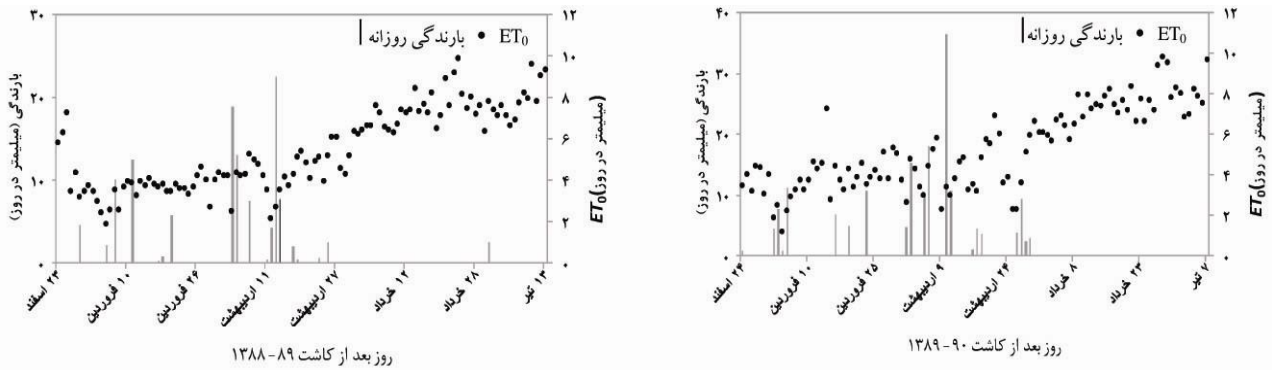 بارندگی روزانه ● ET₀
۳۰
۲۰
۱۰
۰
۱۲
۱۰
۸
۶
۴
۲
۰
بارندگی (میلیمتر در روز)
ET₀(میلیمتر در روز)
۲۳ اسفند
۱۰ فروردین
۲۶ فروردین
۱۱ اردیبهشت
۲۷ اردیبهشت
۱۲ خرداد
۲۸ خرداد
۱۳ تیر
روز بعد از کاشت ۸۹-۱۳۸۸
بارندگی روزانه ● ET₀
۴۰
۳۰
۲۰
۱۰
۰
۱۲
۱۰
۸
۶
۴
۲
۰
بارندگی (میلیمتر در روز)
ET₀(میلیمتر در روز)
۲۴ اسفند
۱۰ فروردین
۲۵ فروردین
۹ اردیبهشت
۲۴ اردیبهشت
۸ خرداد
۲۳ خرداد
۷ تیر
روز بعد از کاشت ۹۰-۱۳۸۹